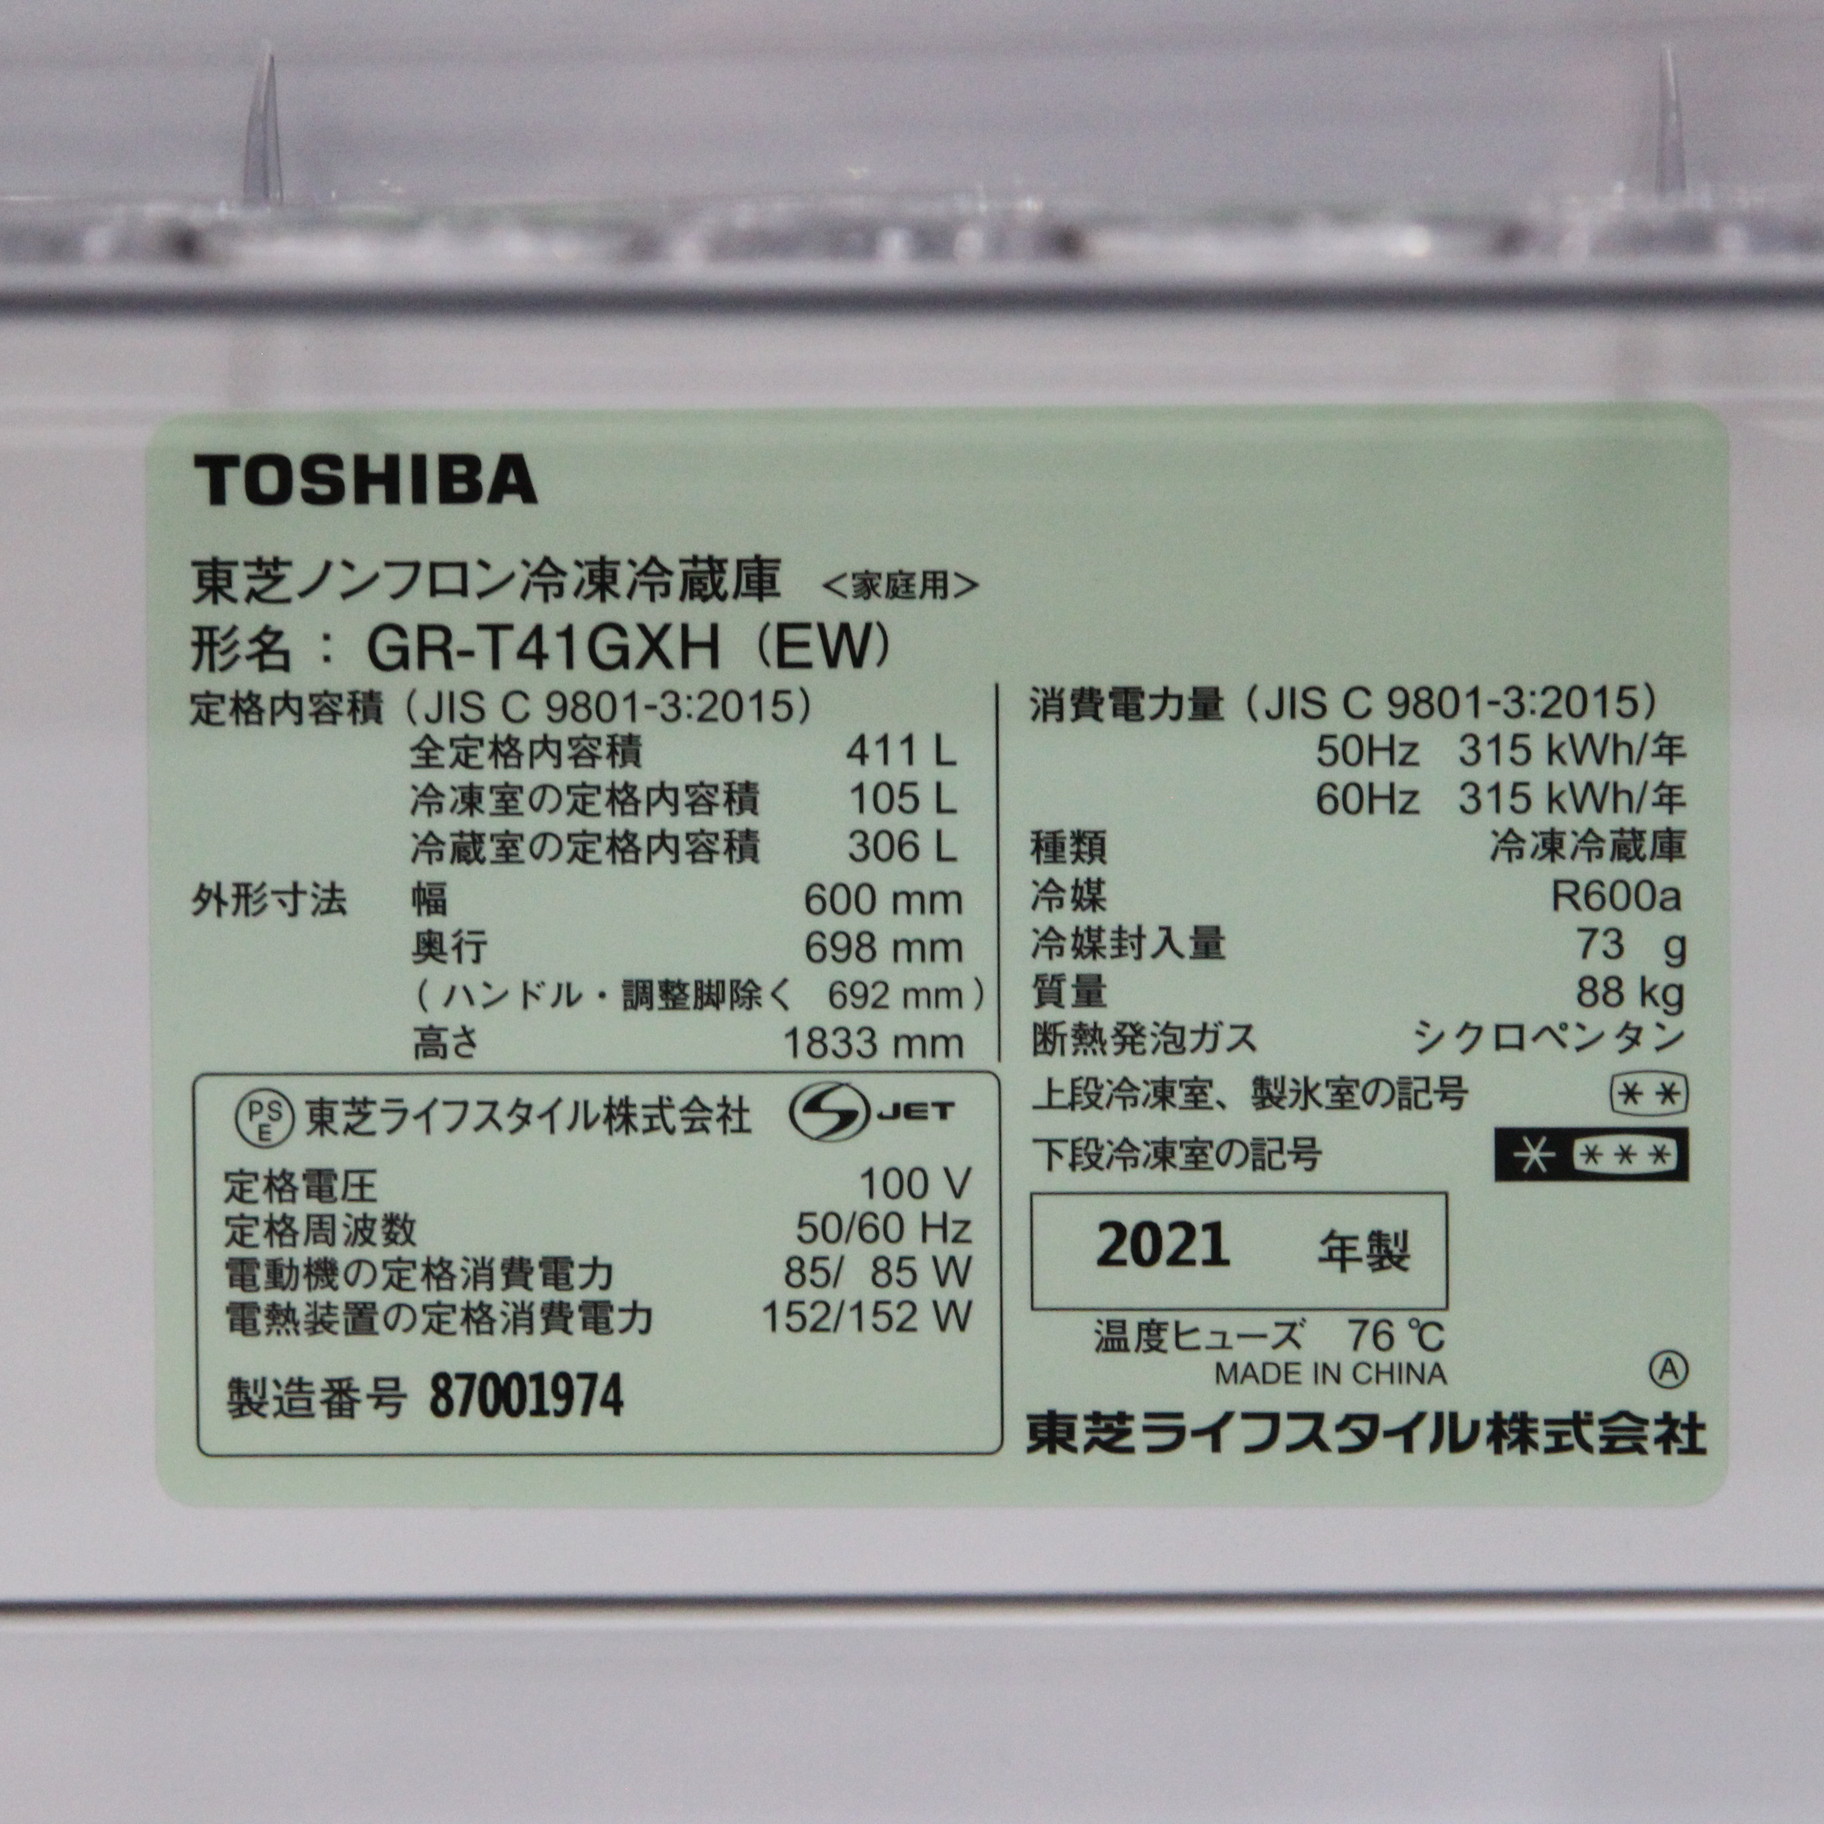 TOSHIBA
東芝ノンフロン冷凍冷蔵庫 <家庭用>
形名： GR-T41GXH (EW)
定格内容積 (JIS C 9801-3:2015)
全定格内容積 411 L
冷凍室の定格内容積 105 L
冷蔵室の定格内容積 306 L
外形寸法 幅 600 mm
奥行 698 mm
(ハンドル・調整脚除く 692 mm)
高さ 1833 mm
PSE 東芝ライフスタイル株式会社 S JET
定格電圧 100 V
定格周波数 50/60 Hz
電動機の定格消費電力 85/ 85 W
電熱装置の定格消費電力 152/152 W
製造番号 87001974
消費電力量 (JIS C 9801-3:2015)
50Hz 315 kWh/年
60Hz 315 kWh/年
種類 冷凍冷蔵庫
冷媒 R600a
冷媒封入量 73 g
質量 88 kg
断熱発泡ガス シクロペンタン
上段冷凍室、製氷室の記号 **
下段冷凍室の記号 * ***
2021 年製
温度ヒューズ 76 ℃
MADE IN CHINA
Ⓐ
東芝ライフスタイル株式会社